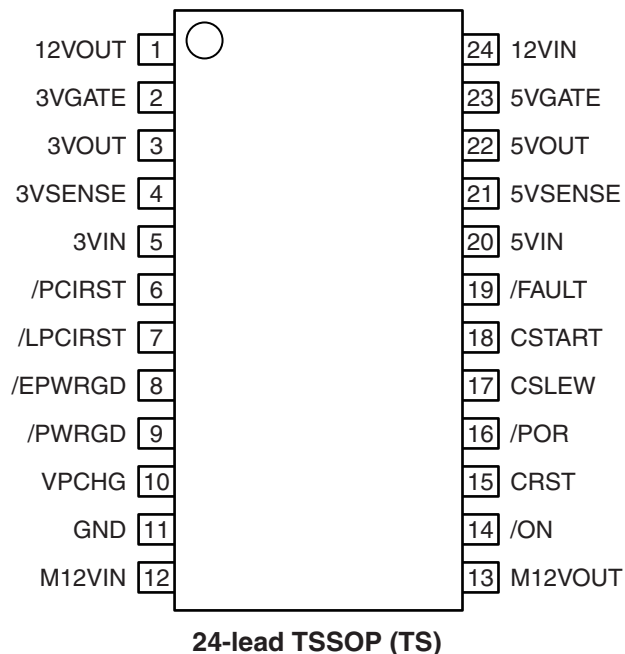 12VOUT 1 24 12VIN
3VGATE 2 23 5VGATE
3VOUT 3 22 5VOUT
3VSENSE 4 21 5VSENSE
3VIN 5 20 5VIN
/PCIRST 6 19 /FAULT
/LPCIRST 7 18 CSTART
/EPWRGD 8 17 CSLEW
/PWRGD 9 16 /POR
VPCHG 10 15 CRST
GND 11 14 /ON
M12VIN 12 13 M12VOUT
24-lead TSSOP (TS)